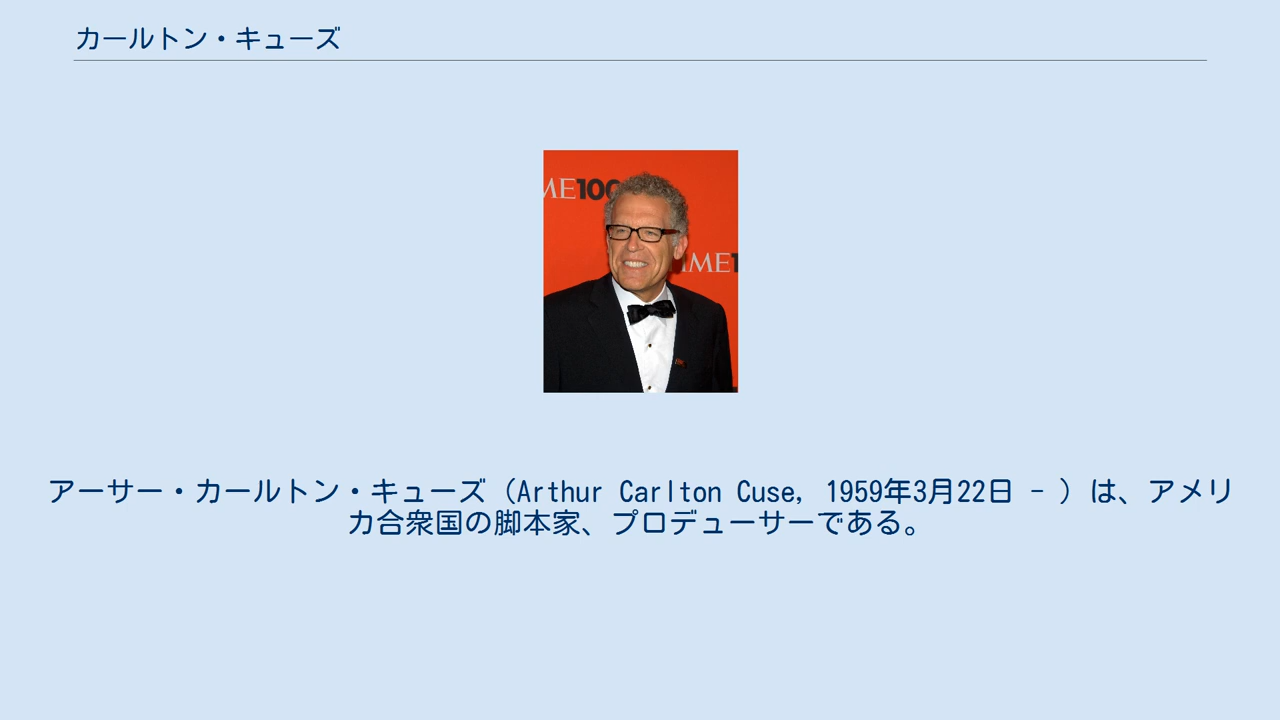 カールトン・キューズ
IME100
IME1
アーサー・カールトン・キューズ（Arthur Carlton Cuse, 1959年3月22日 - ）は、アメリ
カ合衆国の脚本家、プロデューサーである。